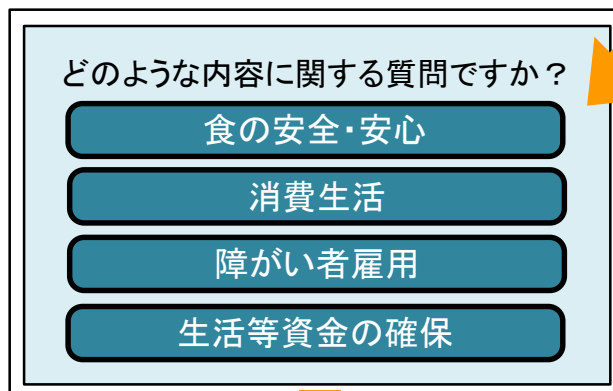 どのような内容に関する質問ですか？
食の安全・安心
消費生活
障がい者雇用
生活等資金の確保